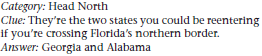 Category: Head North
Clue: They're the two states you could be reentering
if you're crossing Florida's northern border.
Answer: Georgia and Alabama